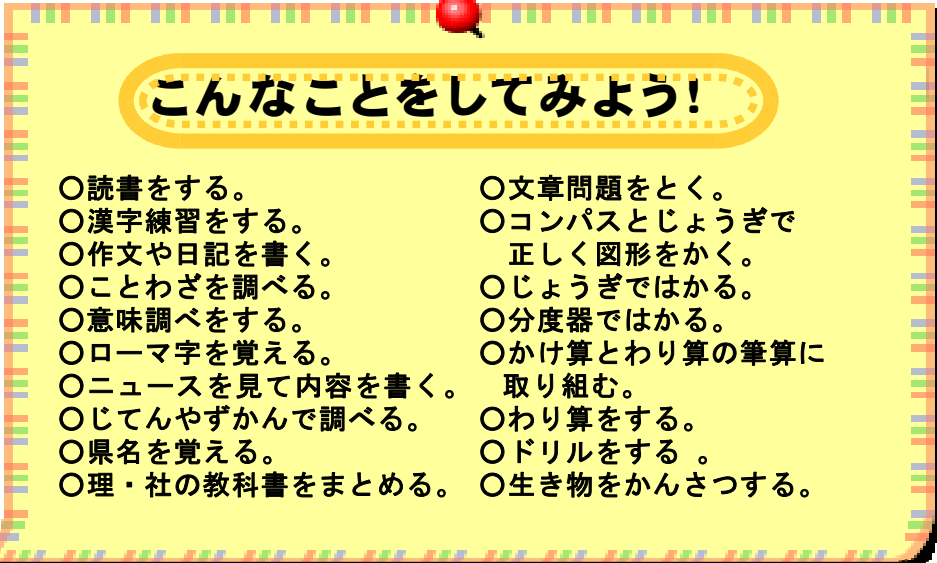 こんなことをしてみよう!
○読書をする。
○漢字練習をする。
○作文や日記を書く。
○ことわざを調べる。
○意味調べをする。
○ローマ字を覚える。
○ニュースを見て内容を書く。
○じてんやずかんで調べる。
○県名を覚える。
○理・社の教科書をまとめる。
○文章問題をとく。
○コンパスとじょうぎで
正しく図形をかく。
○じょうぎではかる。
○分度器ではかる。
○かけ算とわり算の筆算に
取り組む。
○わり算をする。
○ドリルをする 。
○生き物をかんさつする。